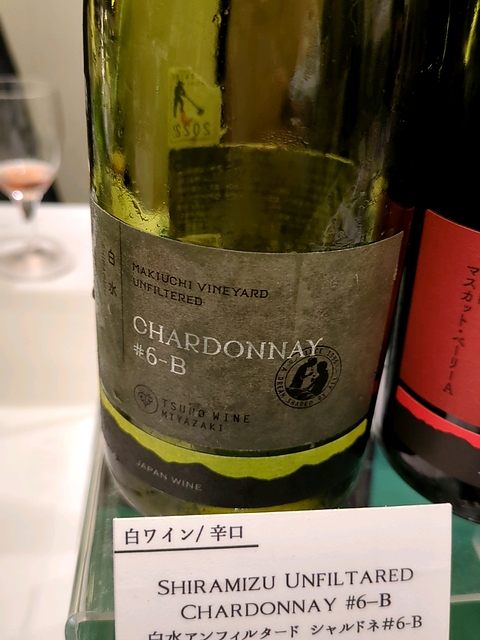 白水
MAKIUCHI VINEYARD
UNFILTERED
CHARDONNAY
#6-B
TSUNO WINE
MIYAZAKI
JAPAN WINE
マスカット・ベーリーA
白ワイン/辛口
SHIRAMIZU UNFILTARED
CHARDONNAY #6-B
白水アンフィルタード シャルドネ#6-B